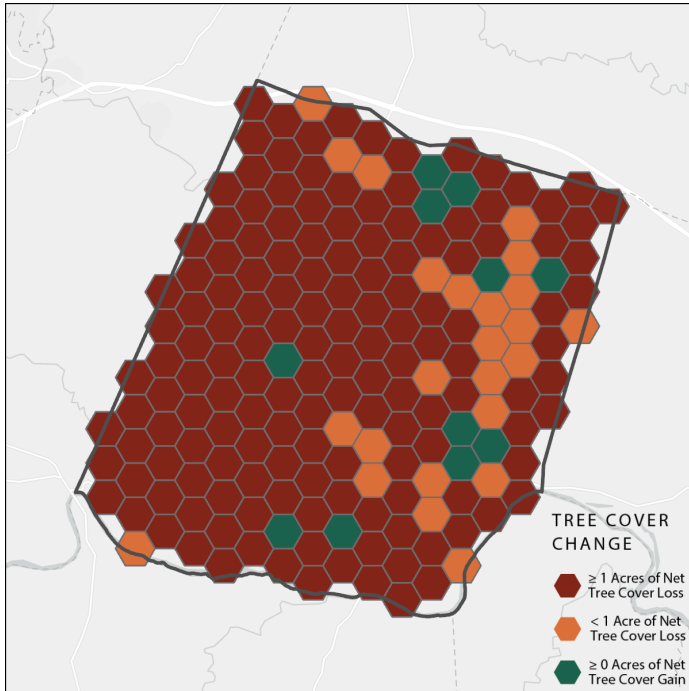 TREE COVER
CHANGE
≥ 1 Acres of Net
Tree Cover Loss
< 1 Acre of Net
Tree Cover Loss
≥ 0 Acres of Net
Tree Cover Gain